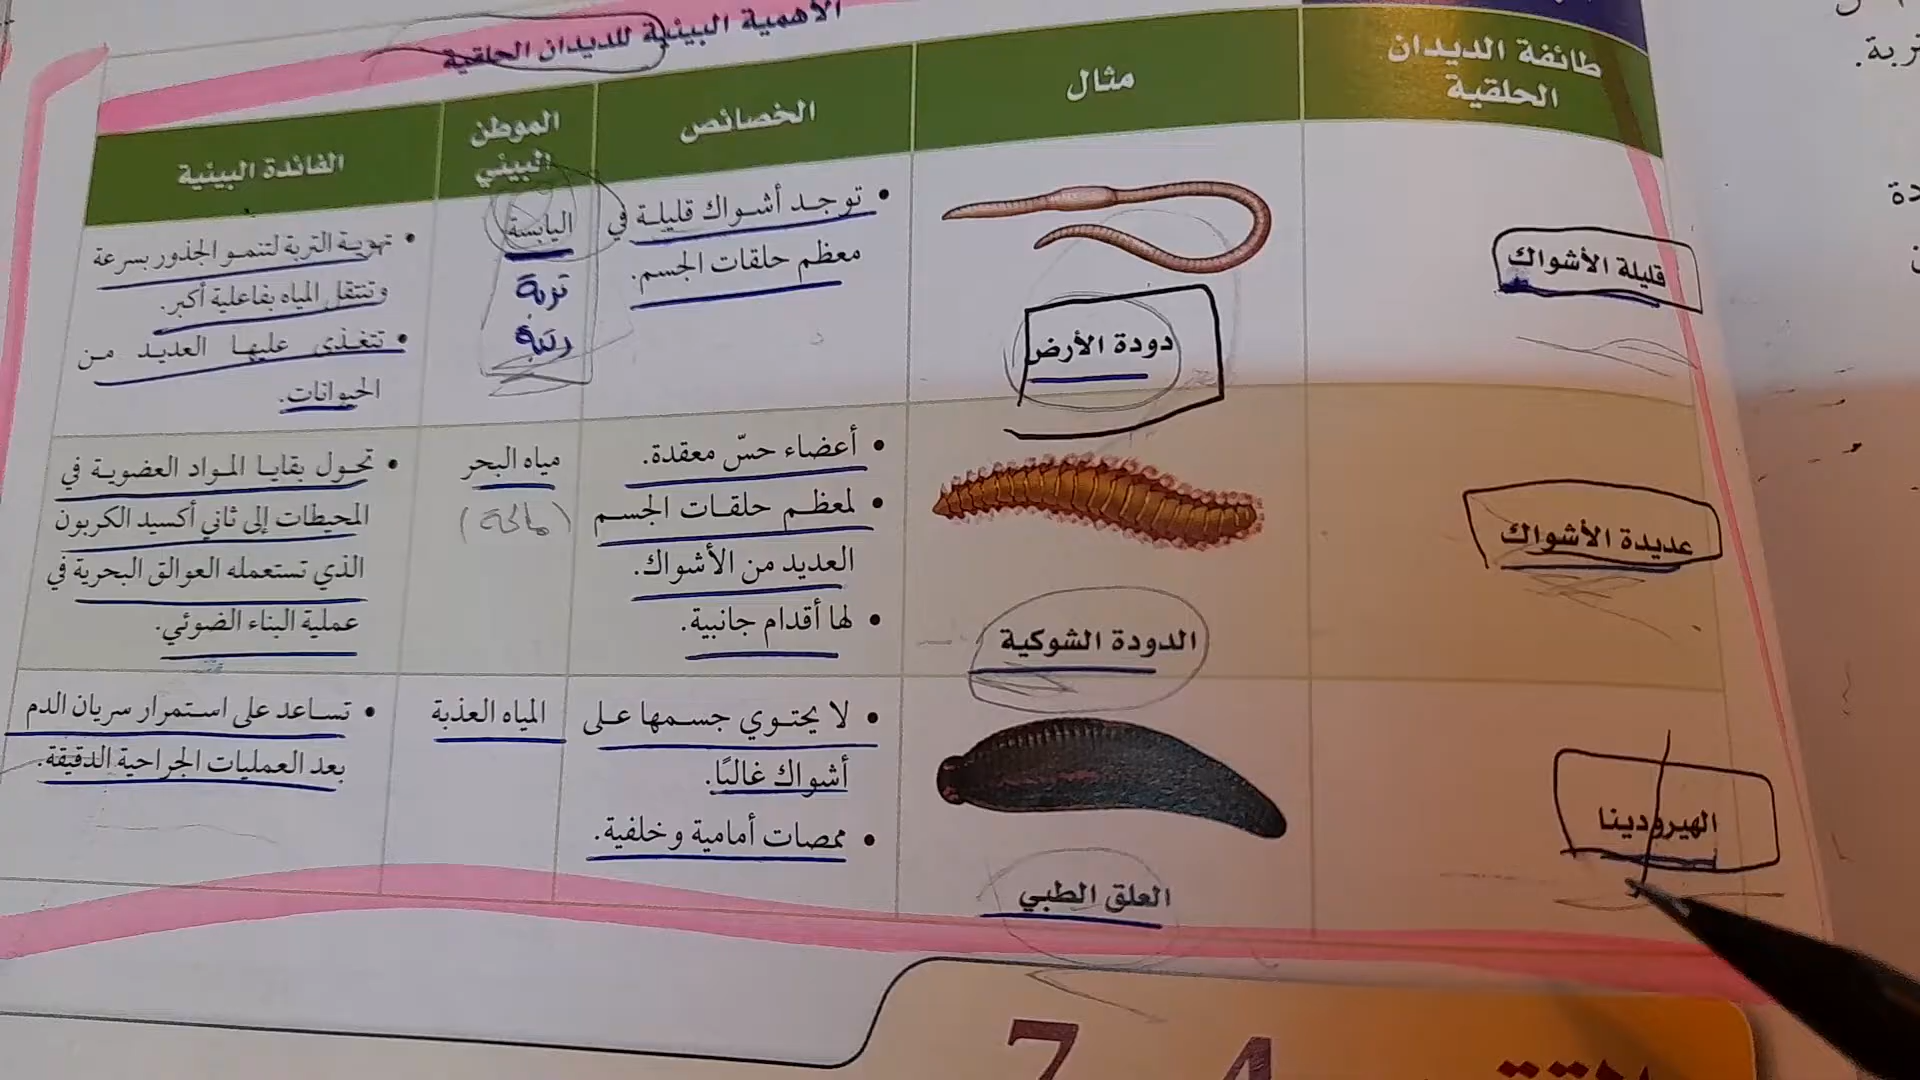 الأهمية البيئية للديدان الحلقية
طائفة الديدان
الحلقية
مثال
الخصائص
الموطن
البيئي
الفائدة البيئية
قليلة الأشواك
دودة الأرض
• توجد أشواك قليلة في
معظم حلقات الجسم.
اليابسة
تربة
رطبة
• تهوية التربة لتنمو الجذور بسرعة
وتنتقل المياه بفاعلية أكبر.
• تتغذى عليها العديد من
الحيوانات.
عديدة الأشواك
الدودة الشوكية
• أعضاء حسّ معقدة.
• لمعظم حلقات الجسم
العديد من الأشواك.
• لها أقدام جانبية.
مياه البحر
(مالحة)
• تحول بقايا المواد العضوية في
المحيطات إلى ثاني أكسيد الكربون
الذي تستعمله العوالق البحرية في
عملية البناء الضوئي.
الهيرودينا
العلق الطبي
• لا يحتوي جسمها على
أشواك غالبًا.
• ممصات أمامية وخلفية.
المياه العذبة
• تساعد على استمرار سريان الدم
بعد العمليات الجراحية الدقيقة.
7 4